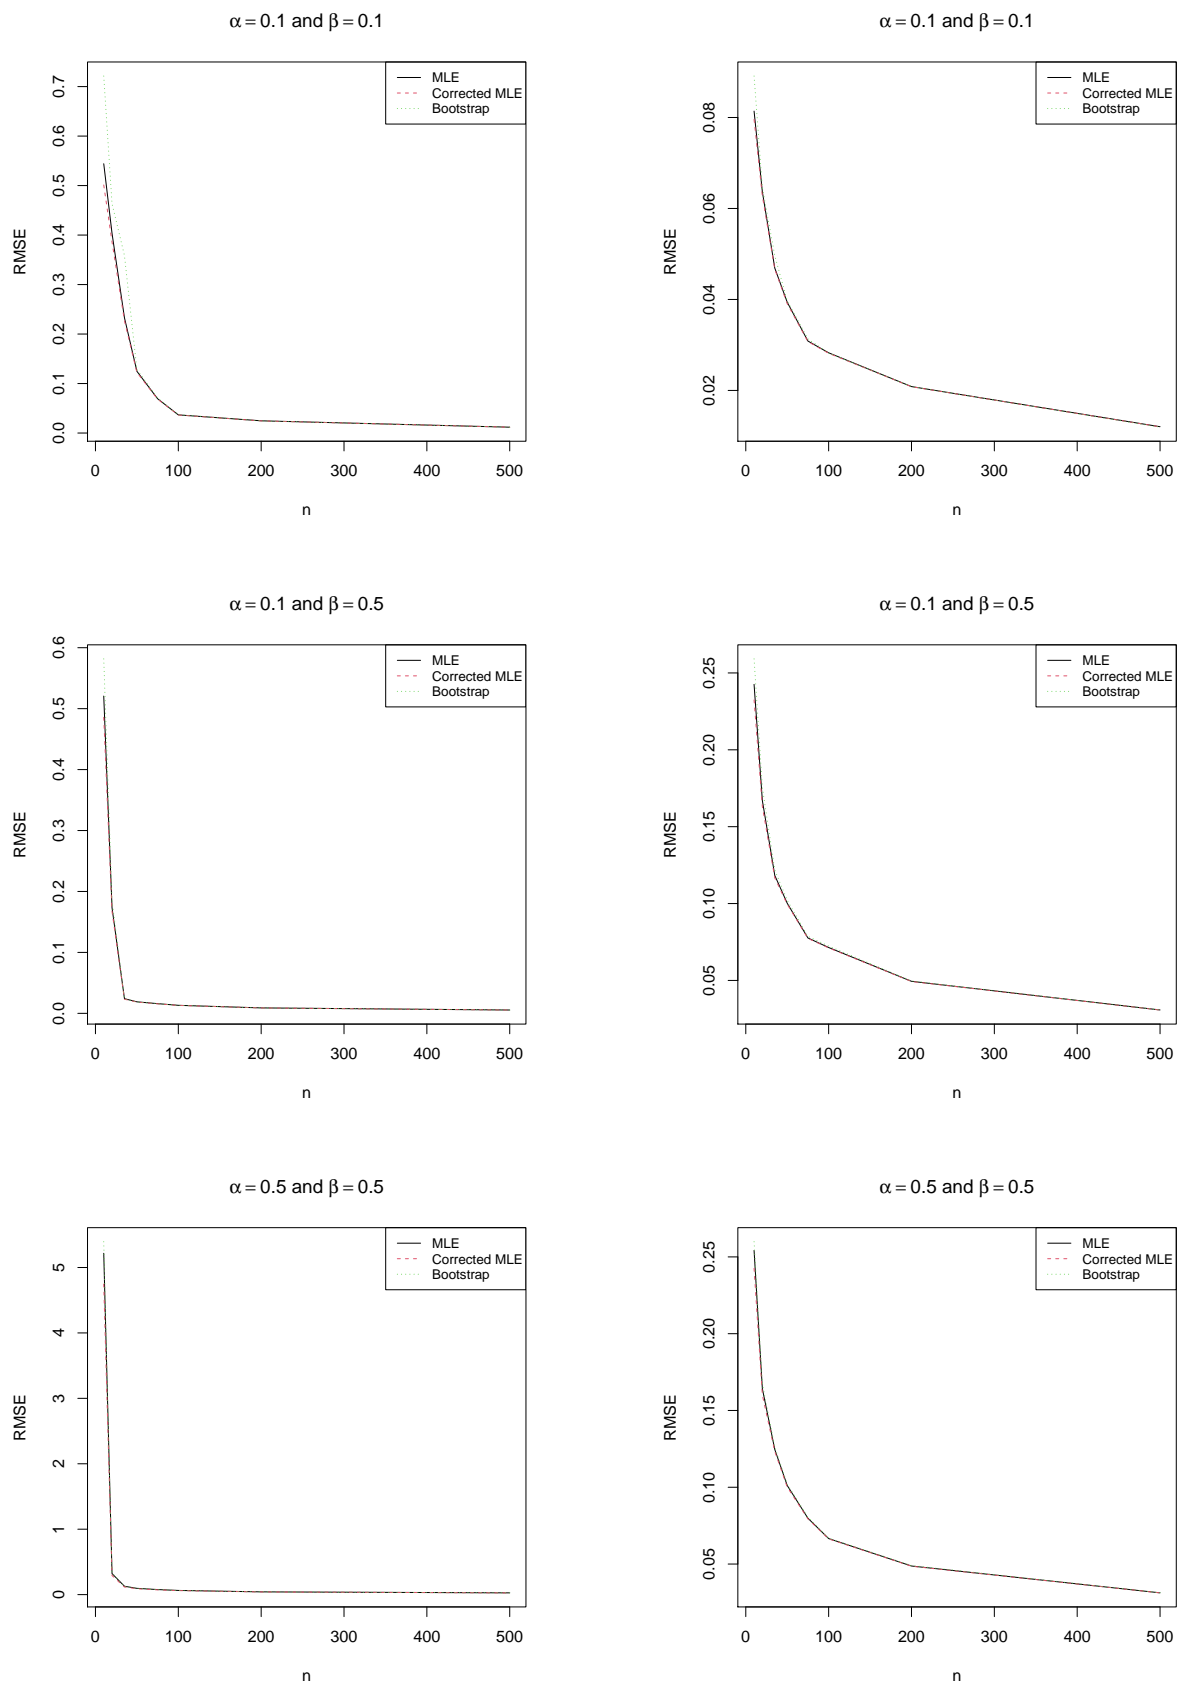 α = 0.1 and β = 0.1
0.7
0.6
0.5
0.4
0.3
0.2
0.1
0.0
RMSE
MLE
Corrected MLE
Bootstrap
0 100 200 300 400 500
n
α = 0.1 and β = 0.1
0.08
0.06
0.04
0.02
RMSE
MLE
Corrected MLE
Bootstrap
0 100 200 300 400 500
n
α = 0.1 and β = 0.5
0.6
0.5
0.4
0.3
0.2
0.1
0.0
RMSE
MLE
Corrected MLE
Bootstrap
0 100 200 300 400 500
n
α = 0.1 and β = 0.5
0.25
0.20
0.15
0.10
0.05
RMSE
MLE
Corrected MLE
Bootstrap
0 100 200 300 400 500
n
α = 0.5 and β = 0.5
5
4
3
2
1
0
RMSE
MLE
Corrected MLE
Bootstrap
0 100 200 300 400 500
n
α = 0.5 and β = 0.5
0.25
0.20
0.15
0.10
0.05
RMSE
MLE
Corrected MLE
Bootstrap
0 100 200 300 400 500
n